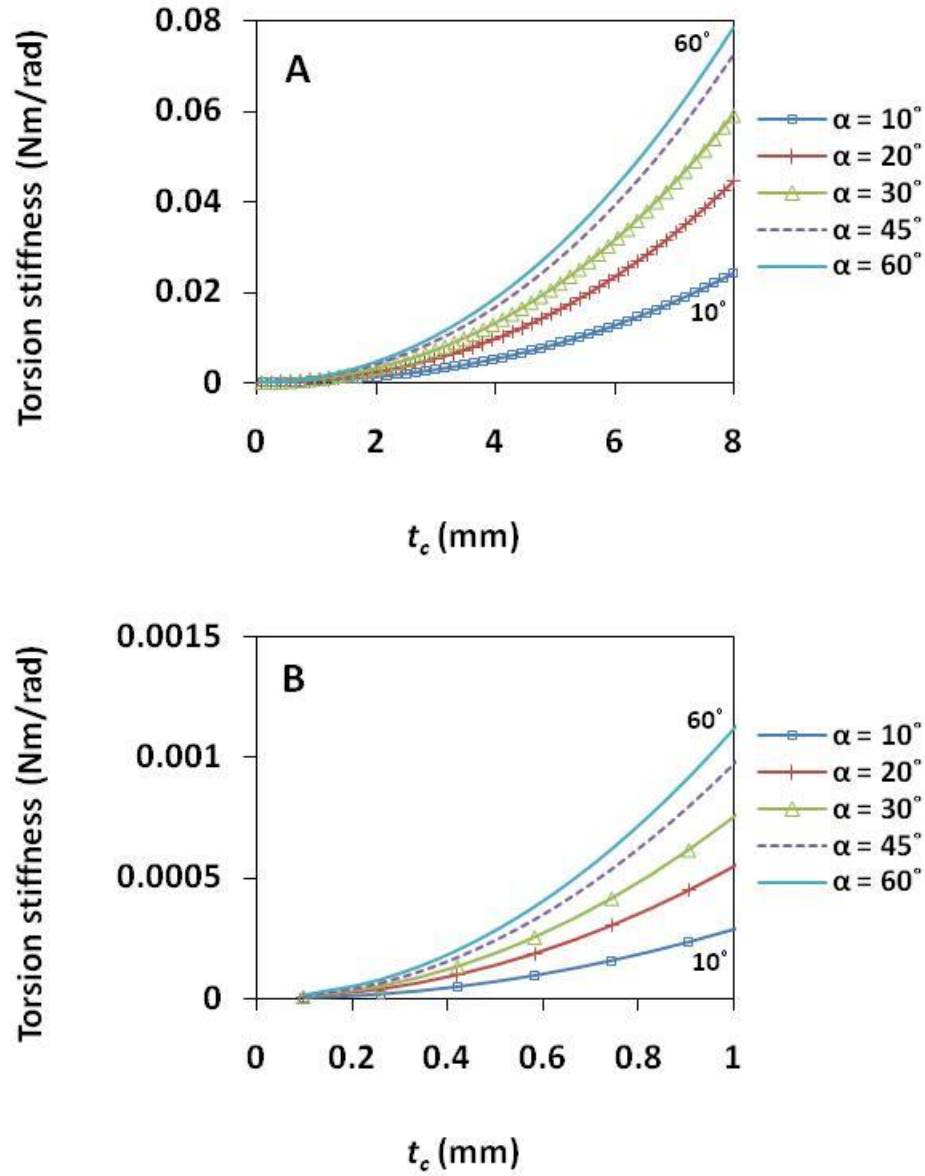 Torsion stiffness (Nm/rad)
0.08
0.06
0.04
0.02
0
A
60°
10°
0 2 4 6 8
t_c (mm)
α = 10°
α = 20°
α = 30°
α = 45°
α = 60°
Torsion stiffness (Nm/rad)
0.0015
0.001
0.0005
0
B
60°
10°
0 0.2 0.4 0.6 0.8 1
t_c (mm)
α = 10°
α = 20°
α = 30°
α = 45°
α = 60°